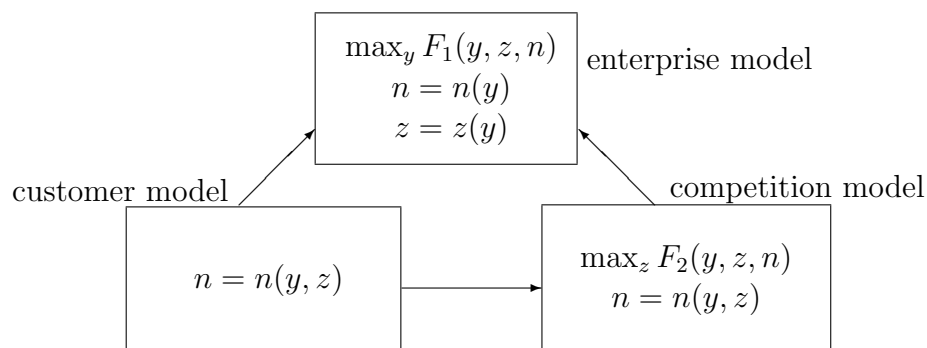 max_y F_1(y, z, n)
n = n(y)
z = z(y)
enterprise model
customer model
n = n(y, z)
competition model
max_z F_2(y, z, n)
n = n(y, z)